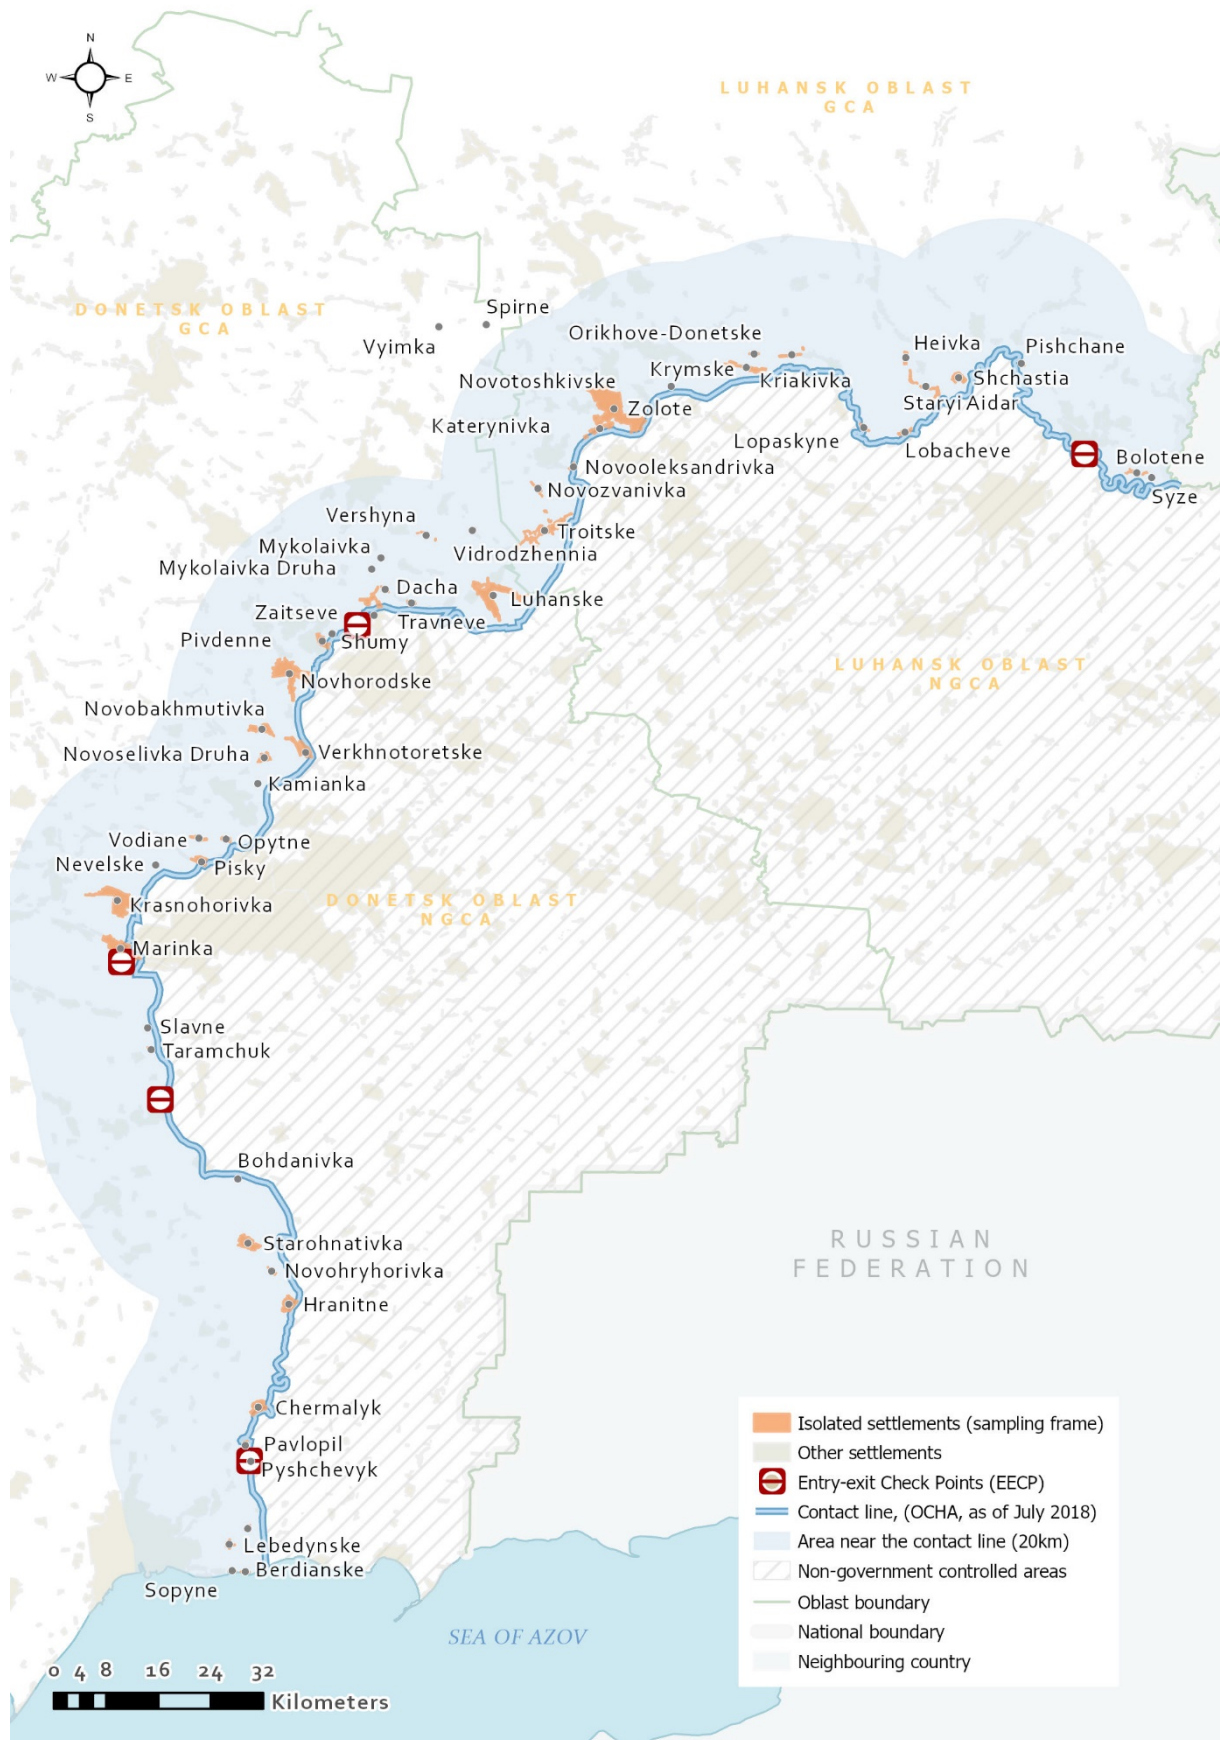 N
W E
S
LUHANSK OBLAST
GCA
DONETSK OBLAST
GCA
Spirne
Vyimka
Orikhove-Donetske
Heivka
Pishchane
Krymske
Kriakivka
Shchastia
Novotoshkivske
Zolote
Staryi Aidar
Katerynivka
Lopaskyne
Lobacheve
Bolotene
Novooleksandrivka
Syze
Novozvanivka
Vershyna
Troitske
Mykolaivka
Vidrodzhennia
Mykolaivka Druha
Dacha
Luhanske
Zaitseve
Travneve
Pivdenne
Shumy
LUHANSK OBLAST
NGCA
Novhorodske
Novobakhmutivka
Novoselivka Druha
Verkhnotoretske
Kamianka
Vodiane
Opytne
Nevelske
Pisky
Krasnohorivka
DONETSK OBLAST
NGCA
Marinka
Slavne
Taramchuk
Bohdanivka
Starohnativka
RUSSIAN
FEDERATION
Novohryhorivka
Hranitne
Chermalyk
Pavlopil
Pyshchevyk
Lebedynske
Berdianske
Sopyne
SEA OF AZOV
Isolated settlements (sampling frame)
Other settlements
Entry-exit Check Points (EECP)
Contact line, (OCHA, as of July 2018)
Area near the contact line (20km)
Non-government controlled areas
Oblast boundary
National boundary
Neighbouring country
0 4 8 16 24 32
Kilometers